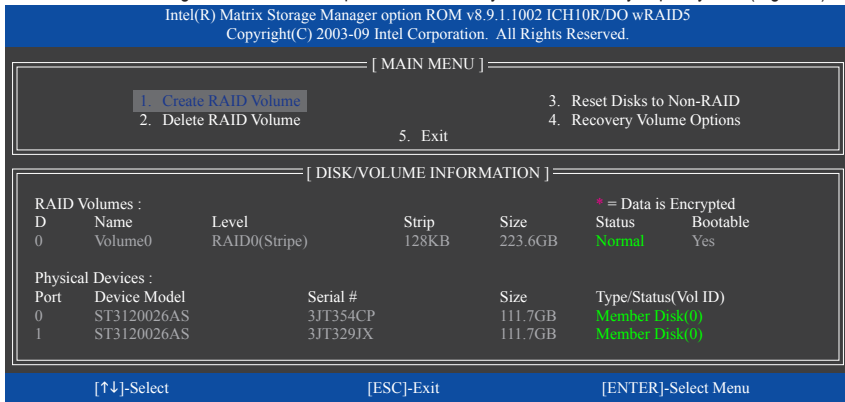 Intel(R) Matrix Storage Manager option ROM v8.9.1.1002 ICH10R/DO wRAID5
Copyright(C) 2003-09 Intel Corporation. All Rights Reserved.
[ MAIN MENU ]
1. Create RAID Volume 3. Reset Disks to Non-RAID
2. Delete RAID Volume 4. Recovery Volume Options
5. Exit
[ DISK/VOLUME INFORMATION ]
RAID Volumes : * = Data is Encrypted
D Name Level Strip Size Status Bootable
0 Volume0 RAID0(Stripe) 128KB 223.6GB Normal Yes
Physical Devices :
Port Device Model Serial # Size Type/Status(Vol ID)
0 ST3120026AS 3JT354CP 111.7GB Member Disk(0)
1 ST3120026AS 3JT329JX 111.7GB Member Disk(0)
[↑↓]-Select [ESC]-Exit [ENTER]-Select Menu